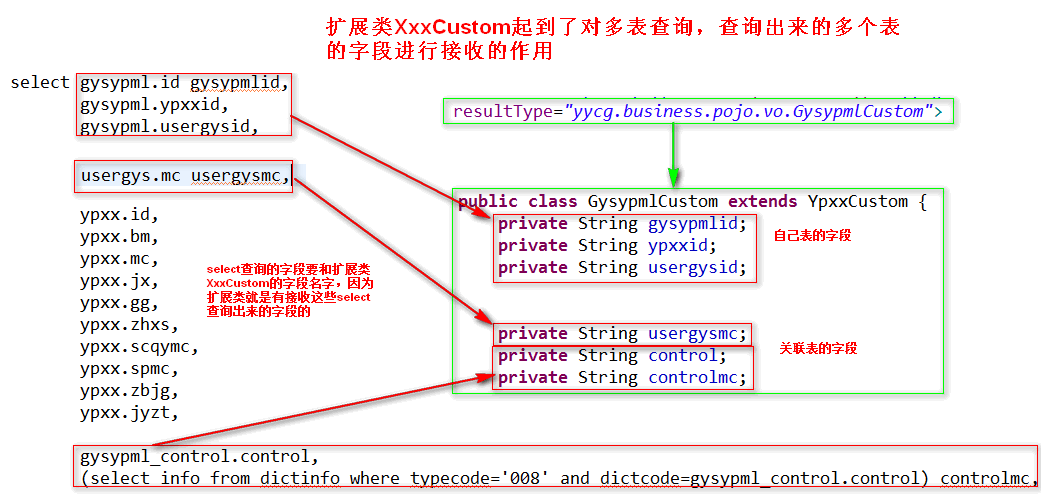 扩展类XxxCustom起到了对多表查询，查询出来的多个表
的字段进行接收的作用
select gysypml.id gysypmlid,
gysypml.ypxxid,
gysypml.usergysid,
usergys.mc usergysmc,
ypxx.id,
ypxx.bm,
ypxx.mc,
ypxx.jx,
ypxx.gg,
ypxx.zhxs,
ypxx.scqymc,
ypxx.spmc,
ypxx.zbjg,
ypxx.jyzt,
select查询的字段要和扩展类
XxxCustom的字段名字，因为
扩展类就是有接收这些select
查询出来的字段的
gysypml_control.control,
(select info from dictinfo where typecode='008' and dictcode=gysypml_control.control) controlmc,
resultType="yycg.business.pojo.vo.GysypmlCustom">
public class GysypmlCustom extends YpxxCustom {
private String gysypmlid;
private String ypxxid;
private String usergysid;
自己表的字段
private String usergysmc;
private String control;
private String controlmc;
关联表的字段